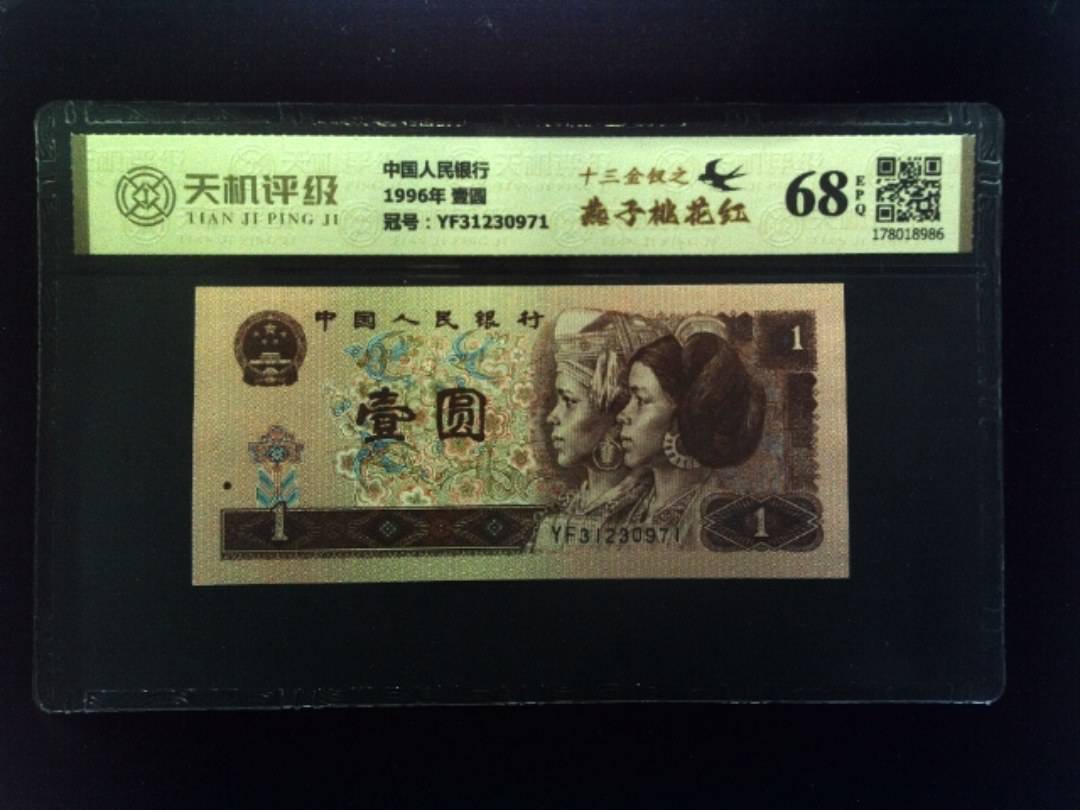 天机评级
TIAN JI PING JI
中国人民银行
1996年 壹圆
冠号：YF31230971
十三金钗之
燕子桃花红
68
EPQ
178018986
中国人民银行
1
壹圆
1
YF31230971
1